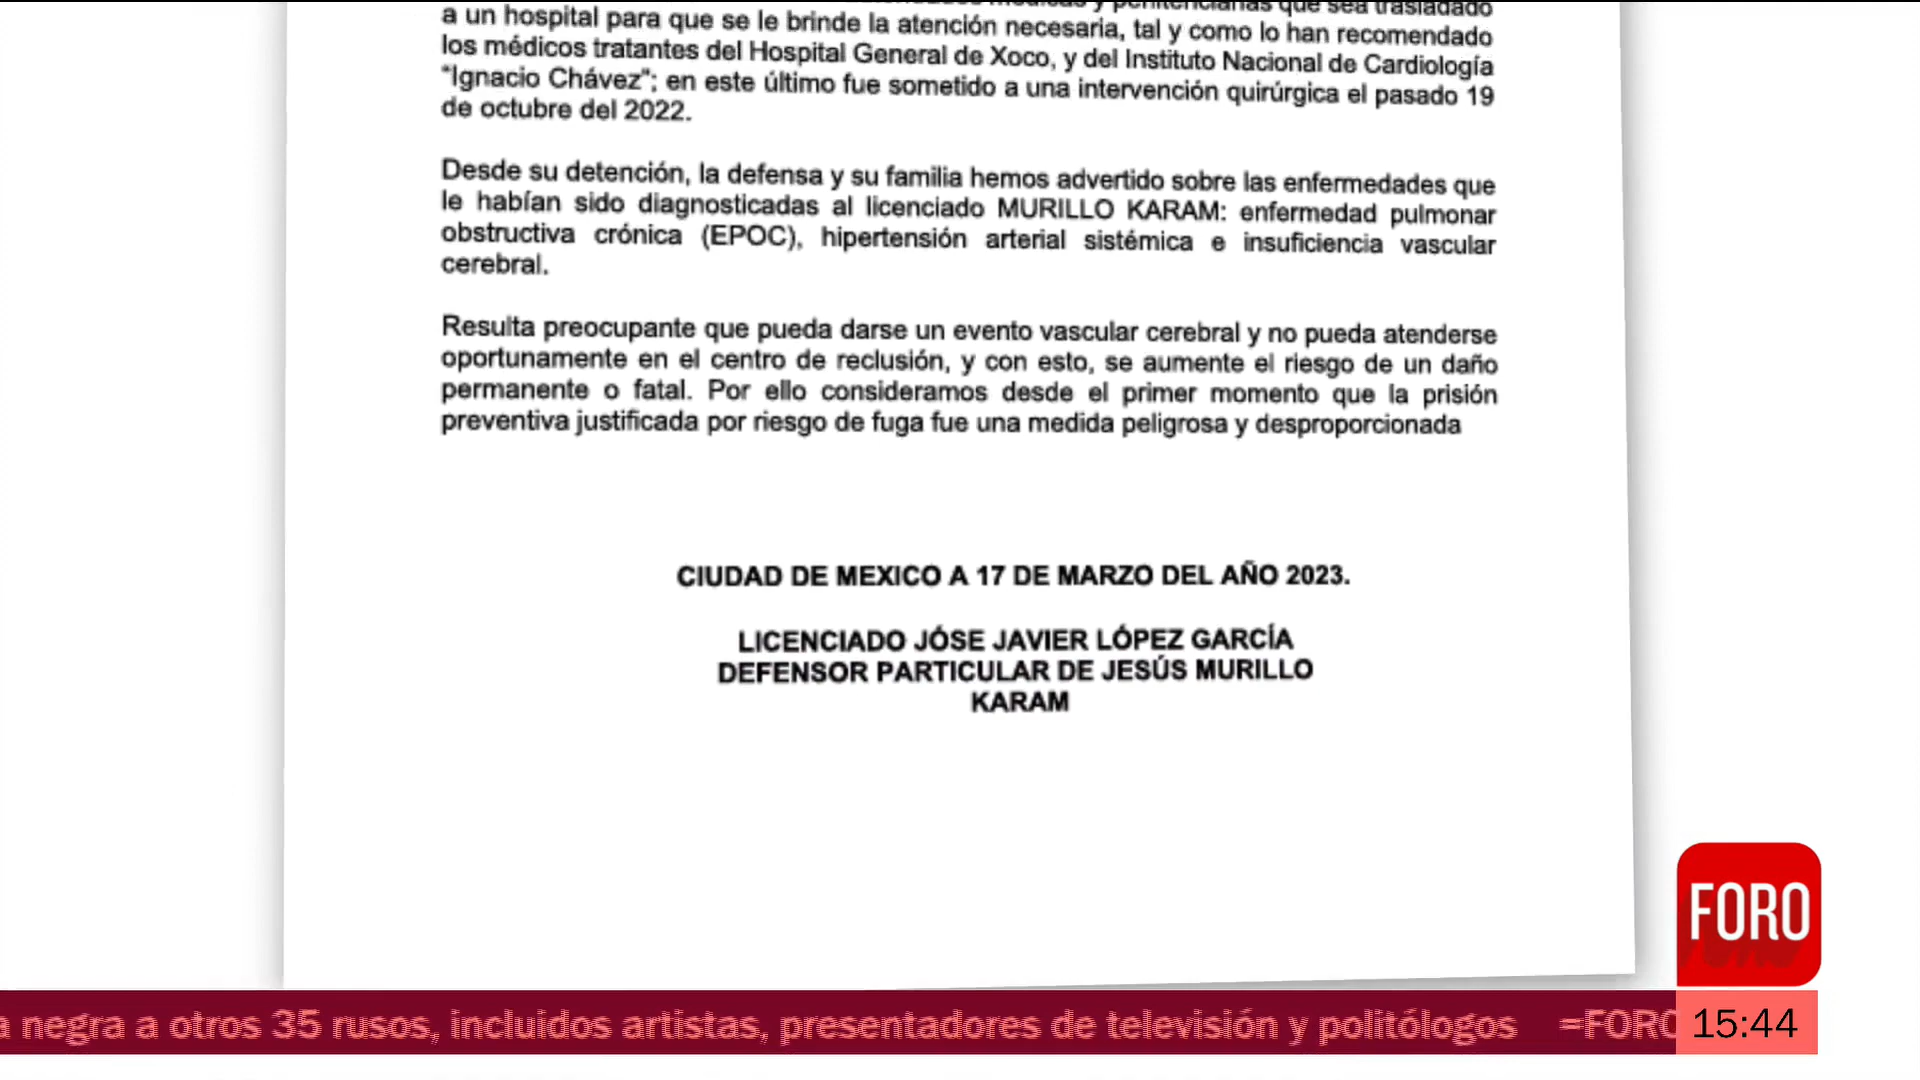 médicas y penitenciarias que sea trasladado
a un hospital para que se le brinde la atención necesaria, tal y como lo han recomendado
los médicos tratantes del Hospital General de Xoco, y del Instituto Nacional de Cardiología
“Ignacio Chávez”; en este último fue sometido a una intervención quirúrgica el pasado 19
de octubre del 2022.
Desde su detención, la defensa y su familia hemos advertido sobre las enfermedades que
le habían sido diagnosticadas al licenciado MURILLO KARAM: enfermedad pulmonar
obstructiva crónica (EPOC), hipertensión arterial sistémica e insuficiencia vascular
cerebral.
Resulta preocupante que pueda darse un evento vascular cerebral y no pueda atenderse
oportunamente en el centro de reclusión, y con esto, se aumente el riesgo de un daño
permanente o fatal. Por ello consideramos desde el primer momento que la prisión
preventiva justificada por riesgo de fuga fue una medida peligrosa y desproporcionada
CIUDAD DE MEXICO A 17 DE MARZO DEL AÑO 2023.
LICENCIADO JÓSE JAVIER LÓPEZ GARCÍA
DEFENSOR PARTICULAR DE JESÚS MURILLO
KARAM
FORO
a negra a otros 35 rusos, incluidos artistas, presentadores de televisión y politólogos =FORO
15:44